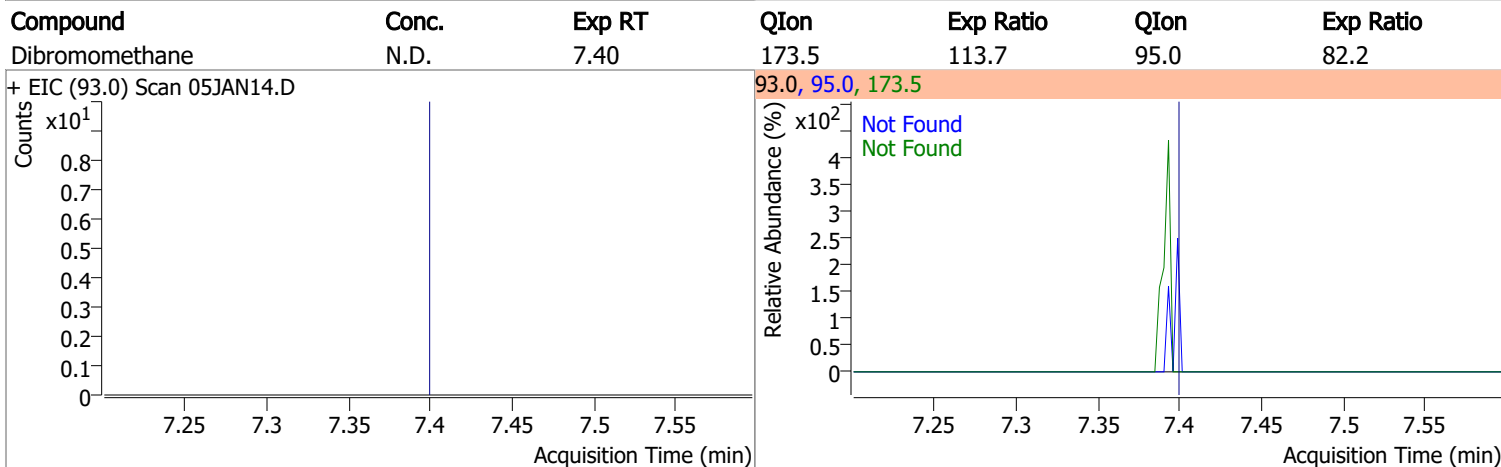 Compound Conc. Exp RT QIon Exp Ratio QIon Exp Ratio
Dibromomethane N.D. 7.40 173.5 113.7 95.0 82.2
+ EIC (93.0) Scan 05JAN14.D
Counts
x10¹
0.8
0.7
0.6
0.5
0.4
0.3
0.2
0.1
0
7.25 7.3 7.35 7.4 7.45 7.5 7.55
Acquisition Time (min)
93.0, 95.0, 173.5
Relative Abundance (%)
x10²
Not Found
Not Found
4
3.5
3
2.5
2
1.5
1
0.5
0
7.25 7.3 7.35 7.4 7.45 7.5 7.55
Acquisition Time (min)